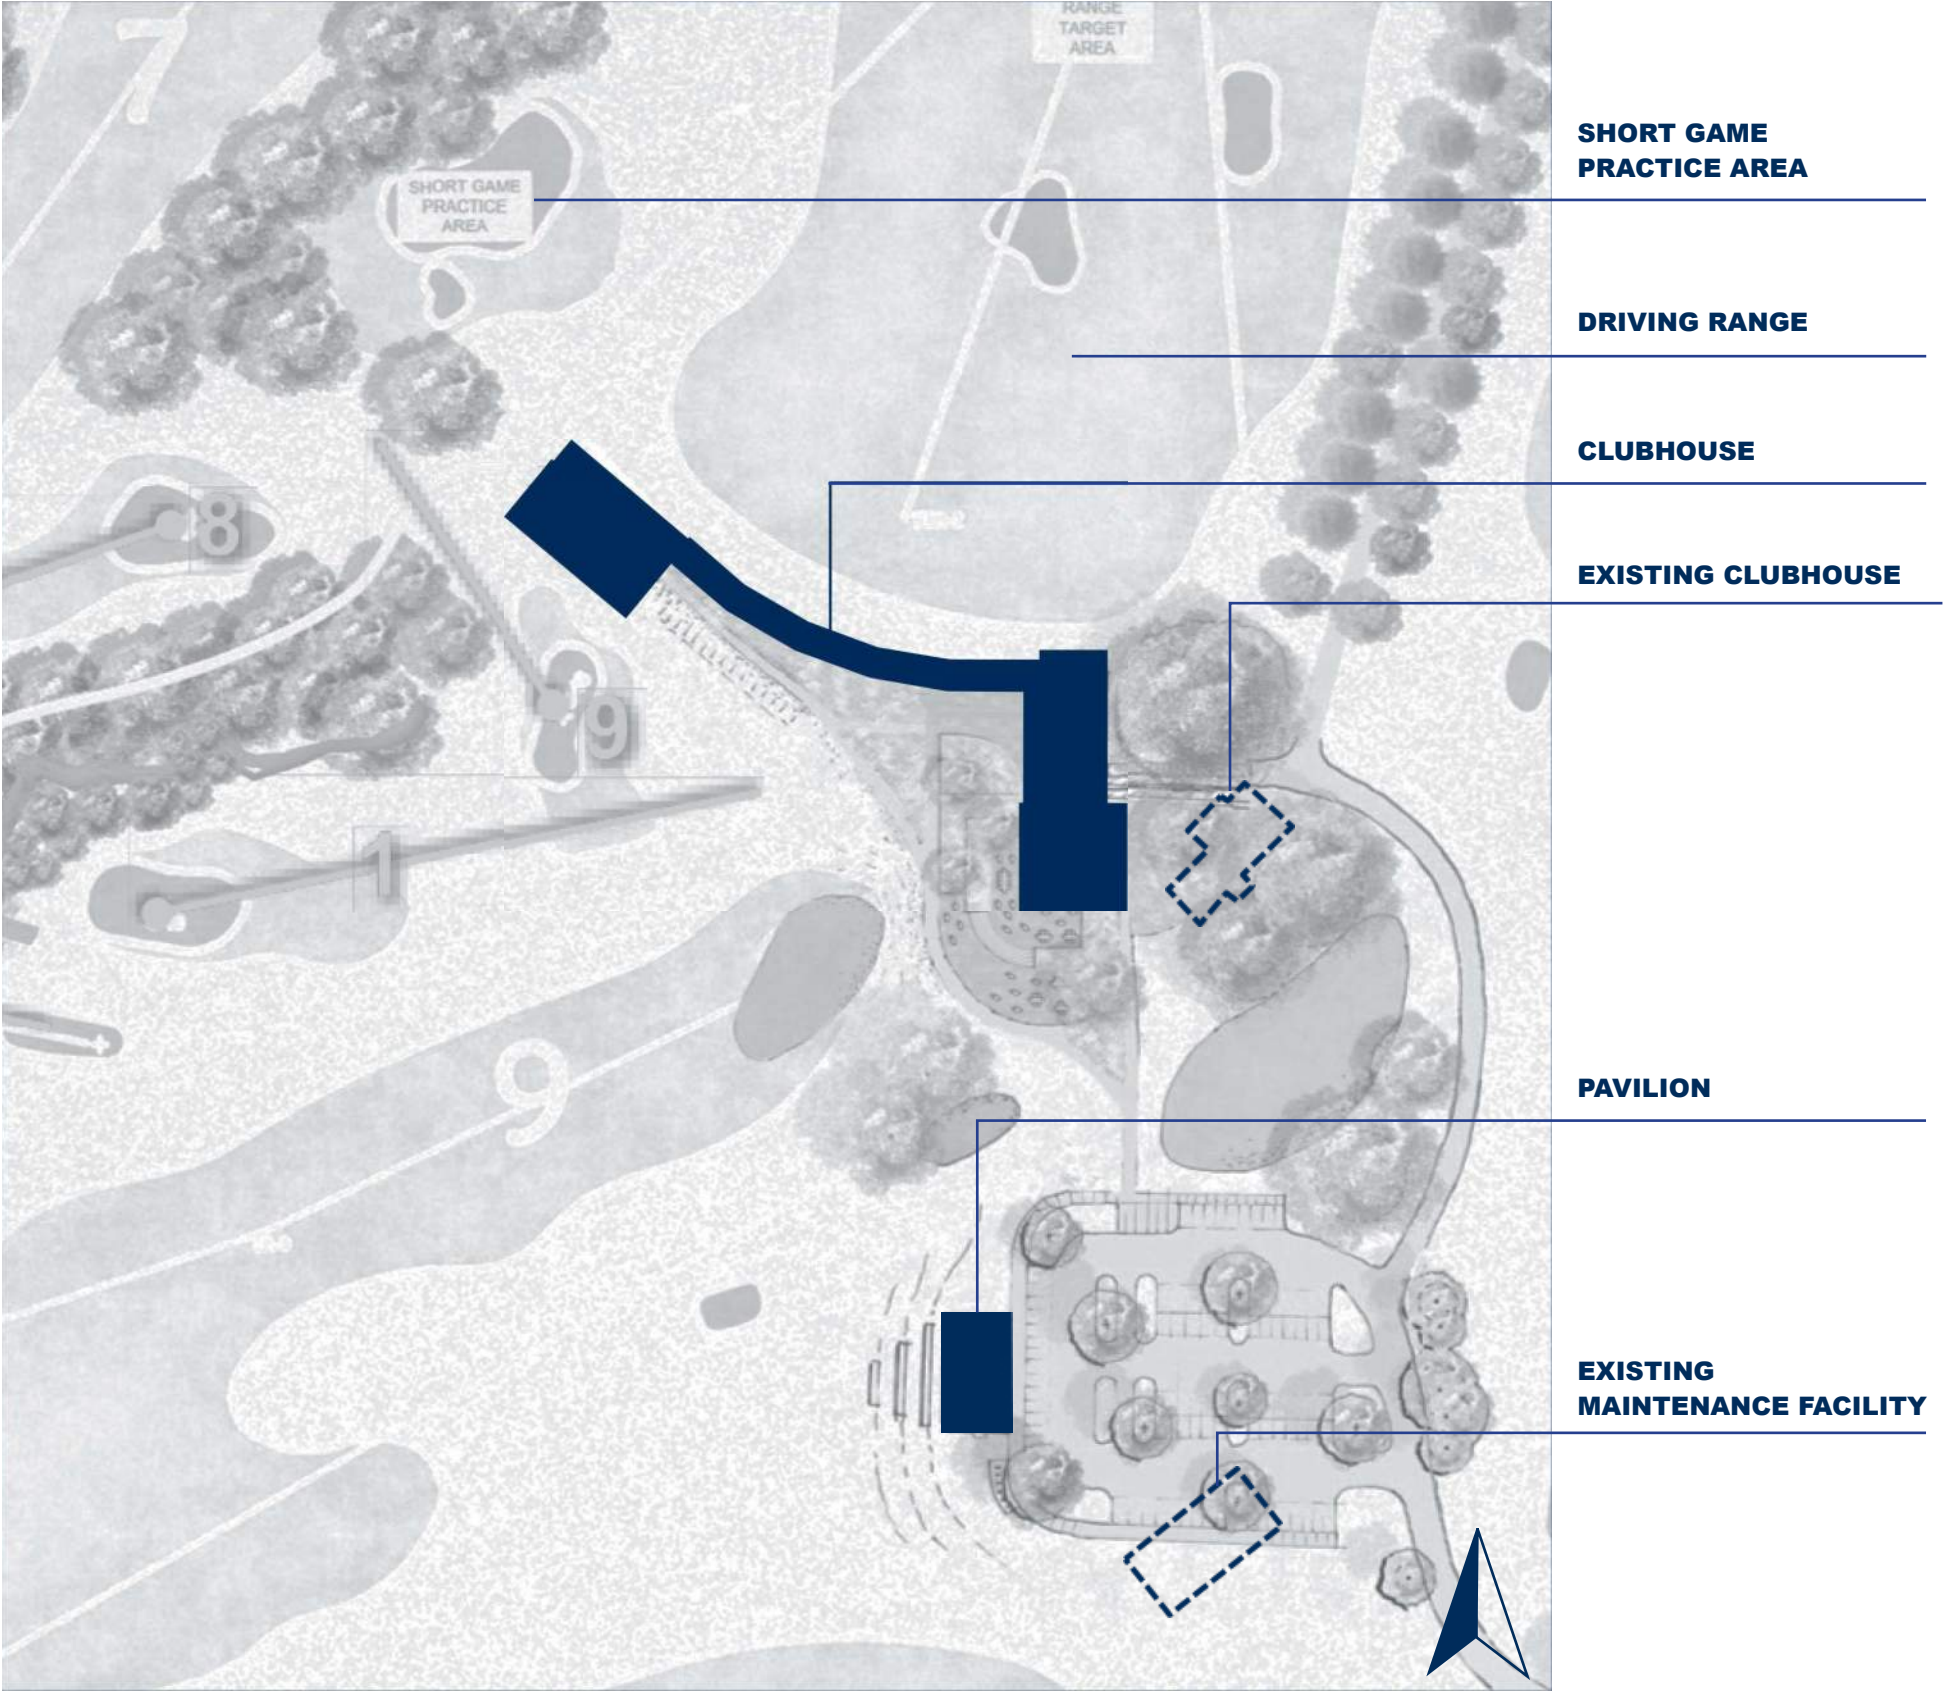 7
RANGE
TARGET
AREA
SHORT GAME
PRACTICE AREA
SHORT GAME
PRACTICE
AREA
DRIVING RANGE
CLUBHOUSE
8
EXISTING CLUBHOUSE
9
1
9
PAVILION
EXISTING
MAINTENANCE FACILITY